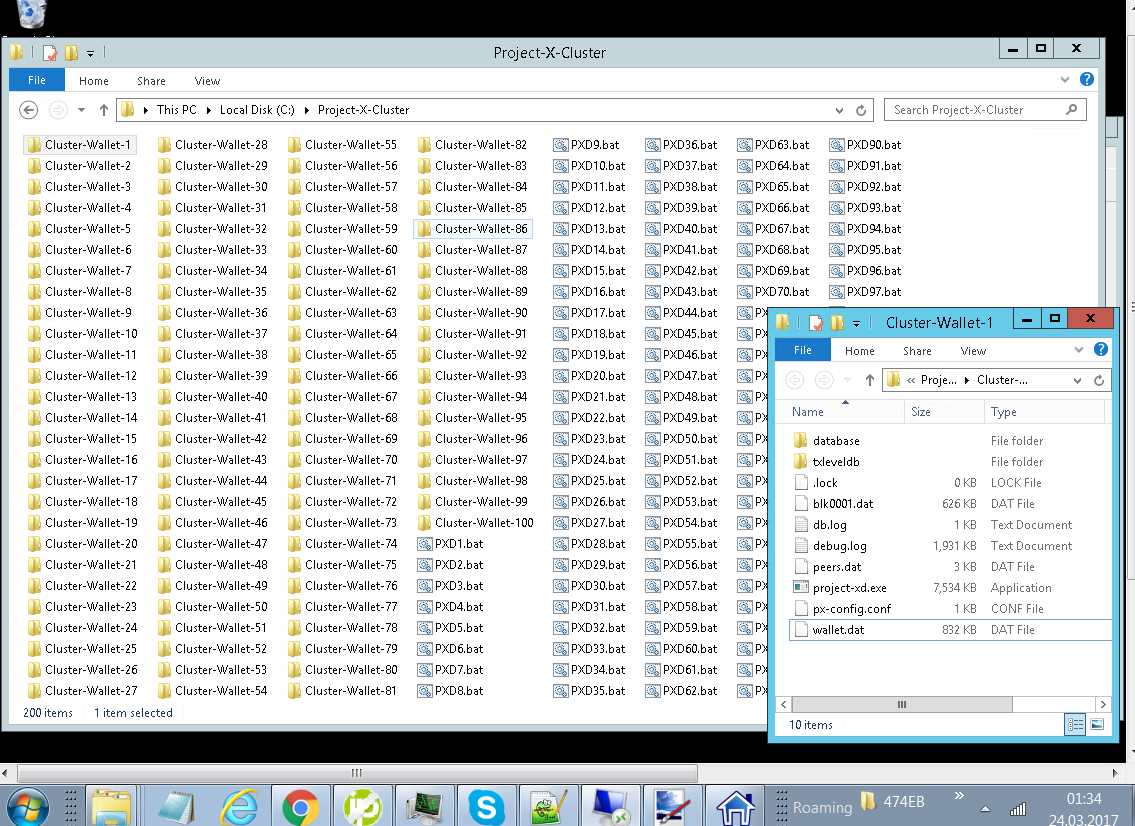 Project-X-Cluster
File Home Share View
This PC Local Disk (C:) Project-X-Cluster Search Project-X-Cluster
Cluster-Wallet-1 Cluster-Wallet-28 Cluster-Wallet-55 Cluster-Wallet-82 PXD9.bat PXD36.bat PXD63.bat PXD90.bat
Cluster-Wallet-2 Cluster-Wallet-29 Cluster-Wallet-56 Cluster-Wallet-83 PXD10.bat PXD37.bat PXD64.bat PXD91.bat
Cluster-Wallet-3 Cluster-Wallet-30 Cluster-Wallet-57 Cluster-Wallet-84 PXD11.bat PXD38.bat PXD65.bat PXD92.bat
Cluster-Wallet-4 Cluster-Wallet-31 Cluster-Wallet-58 Cluster-Wallet-85 PXD12.bat PXD39.bat PXD66.bat PXD93.bat
Cluster-Wallet-5 Cluster-Wallet-32 Cluster-Wallet-59 Cluster-Wallet-86 PXD13.bat PXD40.bat PXD67.bat PXD94.bat
Cluster-Wallet-6 Cluster-Wallet-33 Cluster-Wallet-60 Cluster-Wallet-87 PXD14.bat PXD41.bat PXD68.bat PXD95.bat
Cluster-Wallet-7 Cluster-Wallet-34 Cluster-Wallet-61 Cluster-Wallet-88 PXD15.bat PXD42.bat PXD69.bat PXD96.bat
Cluster-Wallet-8 Cluster-Wallet-35 Cluster-Wallet-62 Cluster-Wallet-89 PXD16.bat PXD43.bat PXD70.bat PXD97.bat
Cluster-Wallet-9 Cluster-Wallet-36 Cluster-Wallet-63 Cluster-Wallet-90 PXD17.bat PXD44.bat
Cluster-Wallet-10 Cluster-Wallet-37 Cluster-Wallet-64 Cluster-Wallet-91 PXD18.bat PXD45.bat
Cluster-Wallet-11 Cluster-Wallet-38 Cluster-Wallet-65 Cluster-Wallet-92 PXD19.bat PXD46.bat
Cluster-Wallet-12 Cluster-Wallet-39 Cluster-Wallet-66 Cluster-Wallet-93 PXD20.bat PXD47.bat
Cluster-Wallet-13 Cluster-Wallet-40 Cluster-Wallet-67 Cluster-Wallet-94 PXD21.bat PXD48.bat
Cluster-Wallet-14 Cluster-Wallet-41 Cluster-Wallet-68 Cluster-Wallet-95 PXD22.bat PXD49.bat
Cluster-Wallet-15 Cluster-Wallet-42 Cluster-Wallet-69 Cluster-Wallet-96 PXD23.bat PXD50.bat
Cluster-Wallet-16 Cluster-Wallet-43 Cluster-Wallet-70 Cluster-Wallet-97 PXD24.bat PXD51.bat
Cluster-Wallet-17 Cluster-Wallet-44 Cluster-Wallet-71 Cluster-Wallet-98 PXD25.bat PXD52.bat
Cluster-Wallet-18 Cluster-Wallet-45 Cluster-Wallet-72 Cluster-Wallet-99 PXD26.bat PXD53.bat
Cluster-Wallet-19 Cluster-Wallet-46 Cluster-Wallet-73 Cluster-Wallet-100 PXD27.bat PXD54.bat
Cluster-Wallet-20 Cluster-Wallet-47 Cluster-Wallet-74 PXD1.bat PXD28.bat PXD55.bat
Cluster-Wallet-21 Cluster-Wallet-48 Cluster-Wallet-75 PXD2.bat PXD29.bat PXD56.bat
Cluster-Wallet-22 Cluster-Wallet-49 Cluster-Wallet-76 PXD3.bat PXD30.bat PXD57.bat
Cluster-Wallet-23 Cluster-Wallet-50 Cluster-Wallet-77 PXD4.bat PXD31.bat PXD58.bat
Cluster-Wallet-24 Cluster-Wallet-51 Cluster-Wallet-78 PXD5.bat PXD32.bat PXD59.bat
Cluster-Wallet-25 Cluster-Wallet-52 Cluster-Wallet-79 PXD6.bat PXD33.bat PXD60.bat
Cluster-Wallet-26 Cluster-Wallet-53 Cluster-Wallet-80 PXD7.bat PXD34.bat PXD61.bat
Cluster-Wallet-27 Cluster-Wallet-54 Cluster-Wallet-81 PXD8.bat PXD35.bat PXD62.bat
200 items 1 item selected
Cluster-Wallet-1
File Home Share View
« Proje... Cluster-...
Name Size Type
database File folder
txleveldb File folder
.lock 0 KB LOCK File
blk0001.dat 626 KB DAT File
db.log 1 KB Text Document
debug.log 1,931 KB Text Document
peers.dat 3 KB DAT File
project-xd.exe 7,534 KB Application
px-config.conf 1 KB CONF File
wallet.dat 832 KB DAT File
10 items
Roaming 474EB » 01:34
24.03.2017